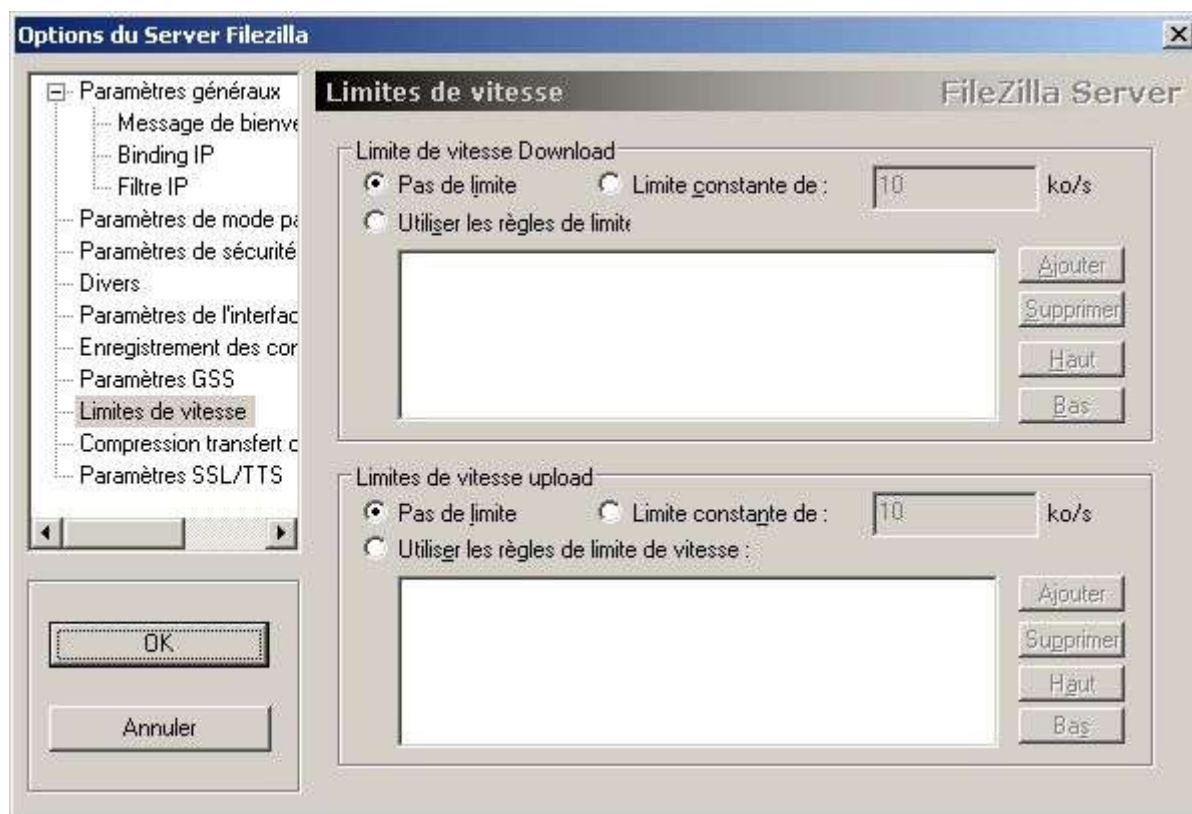 Options du Server Filezilla
Paramètres généraux
Message de bienve
Binding IP
Filtre IP
Paramètres de mode pa
Paramètres de sécurité
Divers
Paramètres de l'interfac
Enregistrement des con
Paramètres GSS
Limites de vitesse
Compression transfert d
Paramètres SSL/TTS
OK
Annuler
Limites de vitesse
FileZilla Server
Limite de vitesse Download
Pas de limite Limite constante de : 10 ko/s
Utiliser les règles de limite
Ajouter
Supprimer
Haut
Bas
Limites de vitesse upload
Pas de limite Limite constante de : 10 ko/s
Utiliser les règles de limite de vitesse :
Ajouter
Supprimer
Haut
Bas